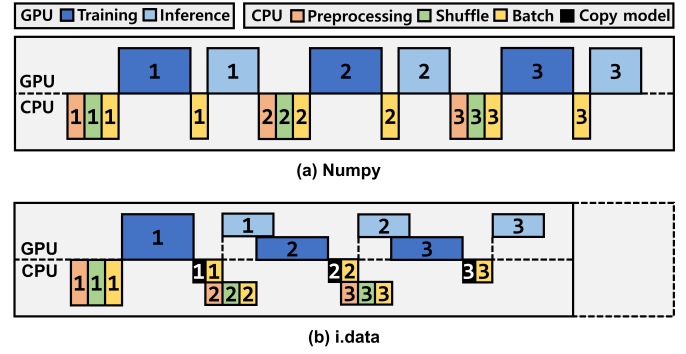 GPU Training Inference CPU Preprocessing Shuffle Batch Copy model
1 1 2 2 3 3
GPU
CPU
1 1 1 1 2 2 2 2 3 3 3 3
(a) Numpy
1 2 3
1 2 3
GPU
CPU
1 1 1 1 1 2 2 3 3
2 2 2 3 3 3
(b) i.data